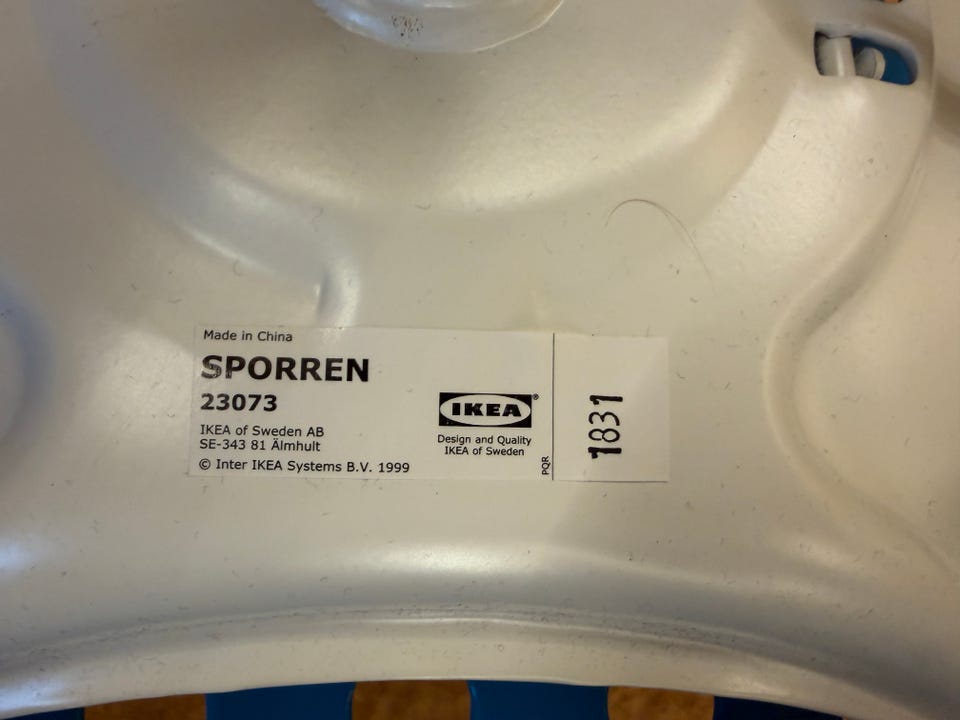 Made in China
SPORREN
23073
IKEA of Sweden AB
SE-343 81 Älmhult
© Inter IKEA Systems B.V. 1999
IKEA®
Design and Quality
IKEA of Sweden
PQR
1831